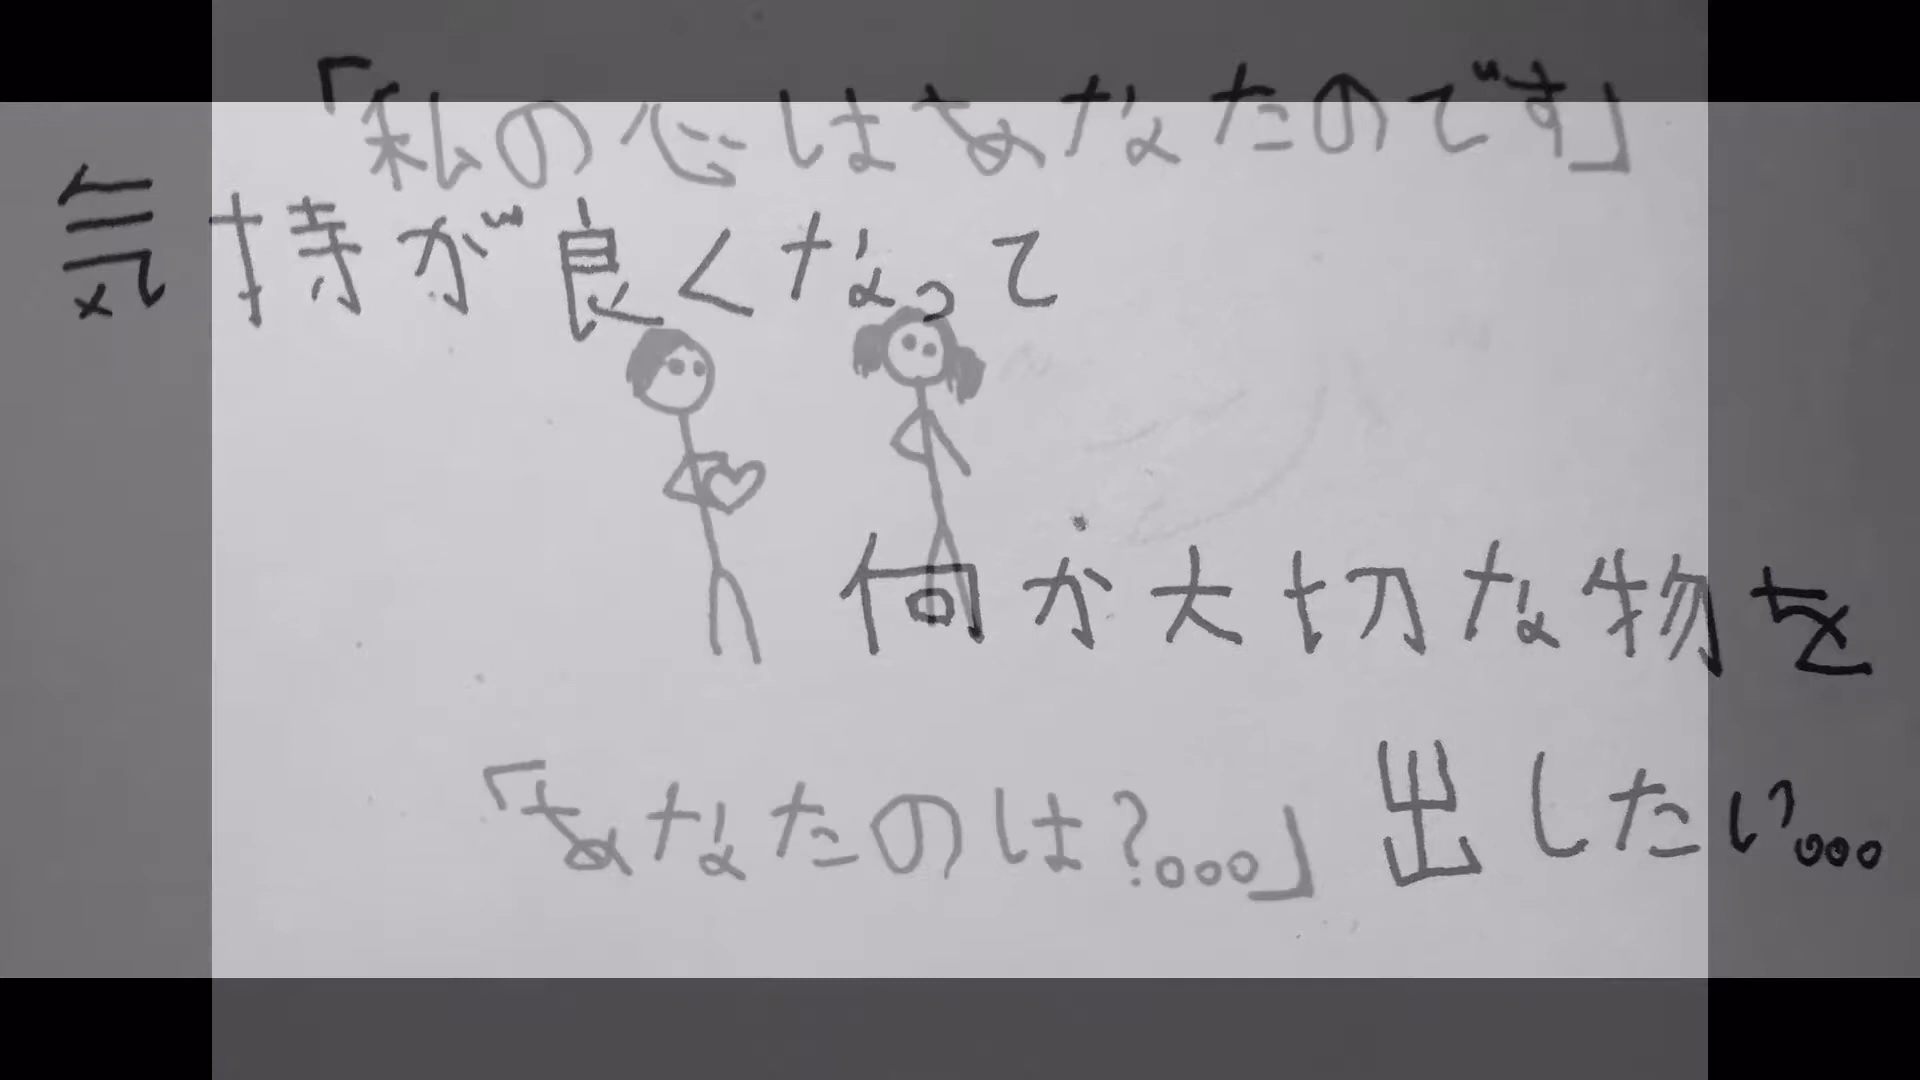 「私の心はあなたのです」
気持が良くなって
何か大切な物を
「あなたのは?。。。」
出したい。。。